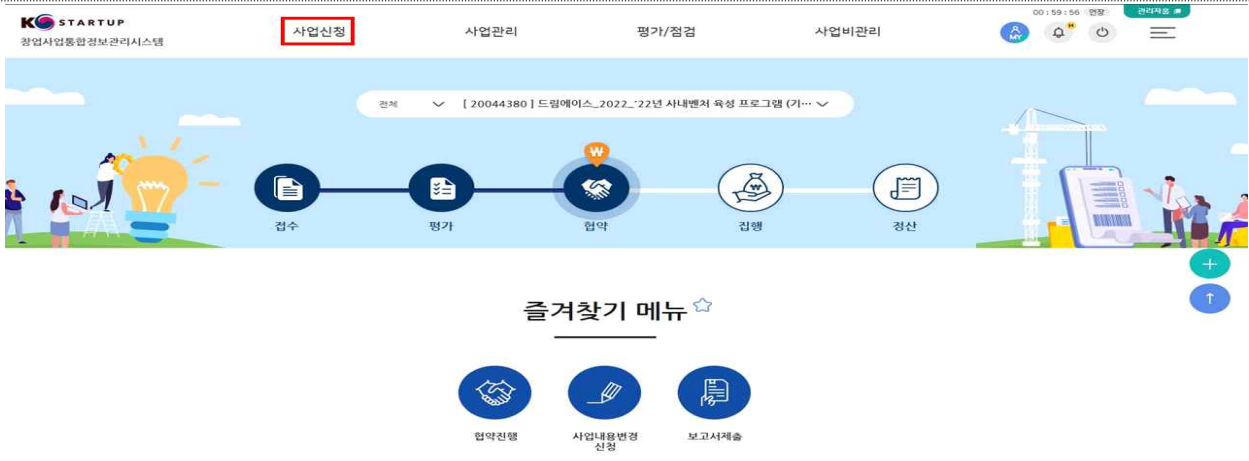 K STARTUP
창업사업통합정보관리시스템
사업신청
사업관리
평가/점검
사업비관리
00:59:56 연장
관리자용
MY
N
전체
[ 20044380 ] 드림에이스_2022_'22년 사내벤처 육성 프로그램 (기…
₩
접수
평가
협약
집행
정산
즐겨찾기 메뉴
협약진행
사업내용변경
신청
보고서제출